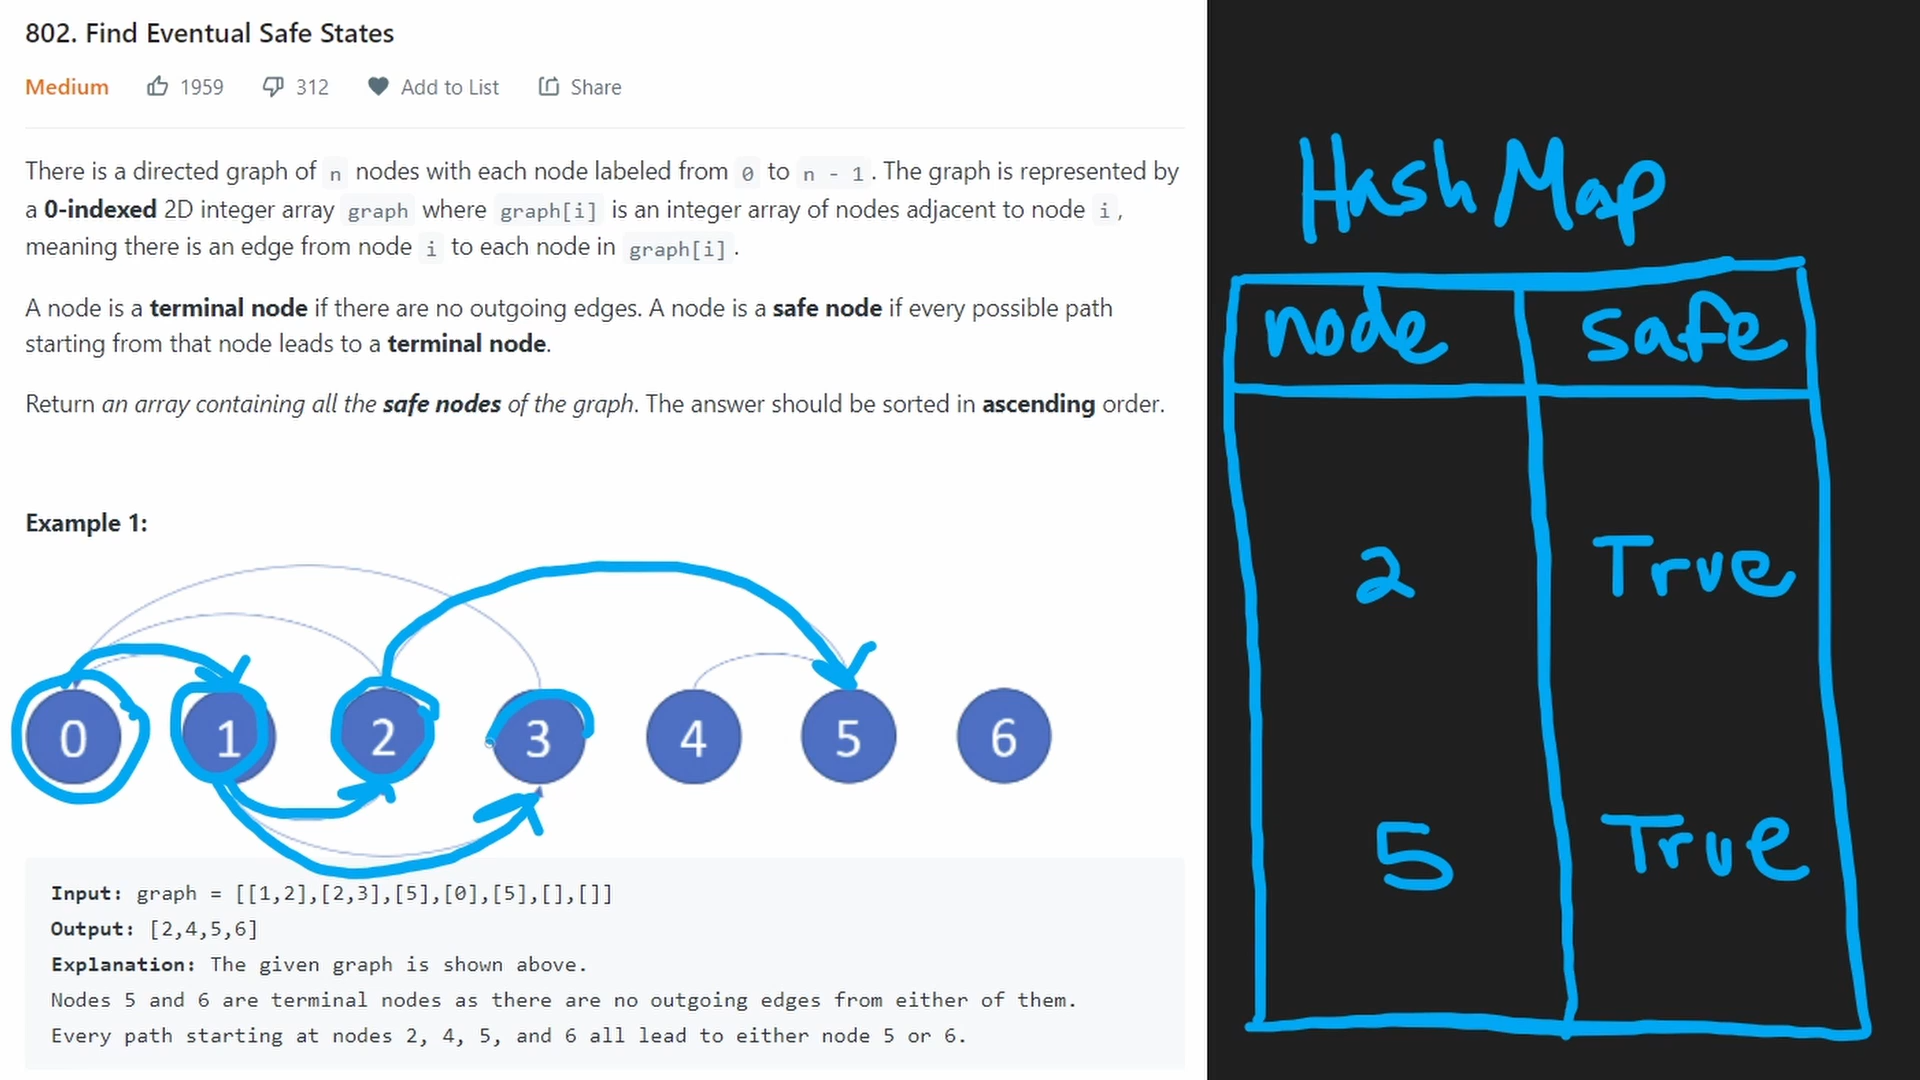 802. Find Eventual Safe States
Medium 1959 312 Add to List Share
There is a directed graph of n nodes with each node labeled from 0 to n - 1. The graph is represented by
a 0-indexed 2D integer array graph where graph[i] is an integer array of nodes adjacent to node i,
meaning there is an edge from node i to each node in graph[i].
A node is a terminal node if there are no outgoing edges. A node is a safe node if every possible path
starting from that node leads to a terminal node.
Return an array containing all the safe nodes of the graph. The answer should be sorted in ascending order.
Example 1:
0 1 2 3 4 5 6
Input: graph = [[1,2],[2,3],[5],[0],[5],[],[]]
Output: [2,4,5,6]
Explanation: The given graph is shown above.
Nodes 5 and 6 are terminal nodes as there are no outgoing edges from either of them.
Every path starting at nodes 2, 4, 5, and 6 all lead to either node 5 or 6.
Hash Map
node safe
2 True
5 True